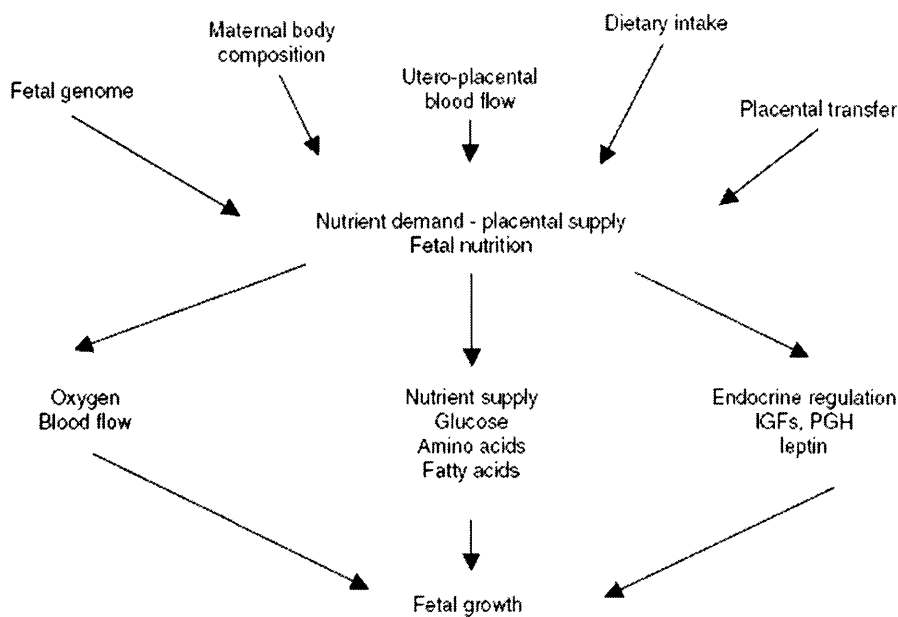 Maternal body
composition
Dietary intake
Utero-placental
blood flow
Fetal genome
Placental transfer
Nutrient demand - placental supply
Fetal nutrition
Oxygen
Blood flow
Nutrient supply
Glucose
Amino acids
Fatty acids
Endocrine regulation
IGFs, PGH
leptin
Fetal growth